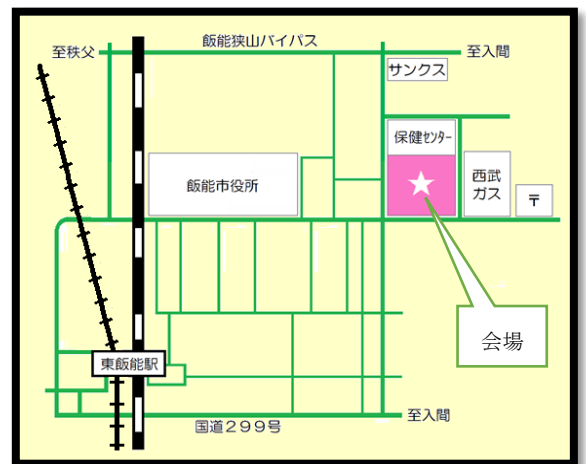 飯能狭山バイパス
至秩父
至入間
サンクス
保健センター
飯能市役所
西武
ガス
〒
会場
東飯能駅
至入間
国道299号